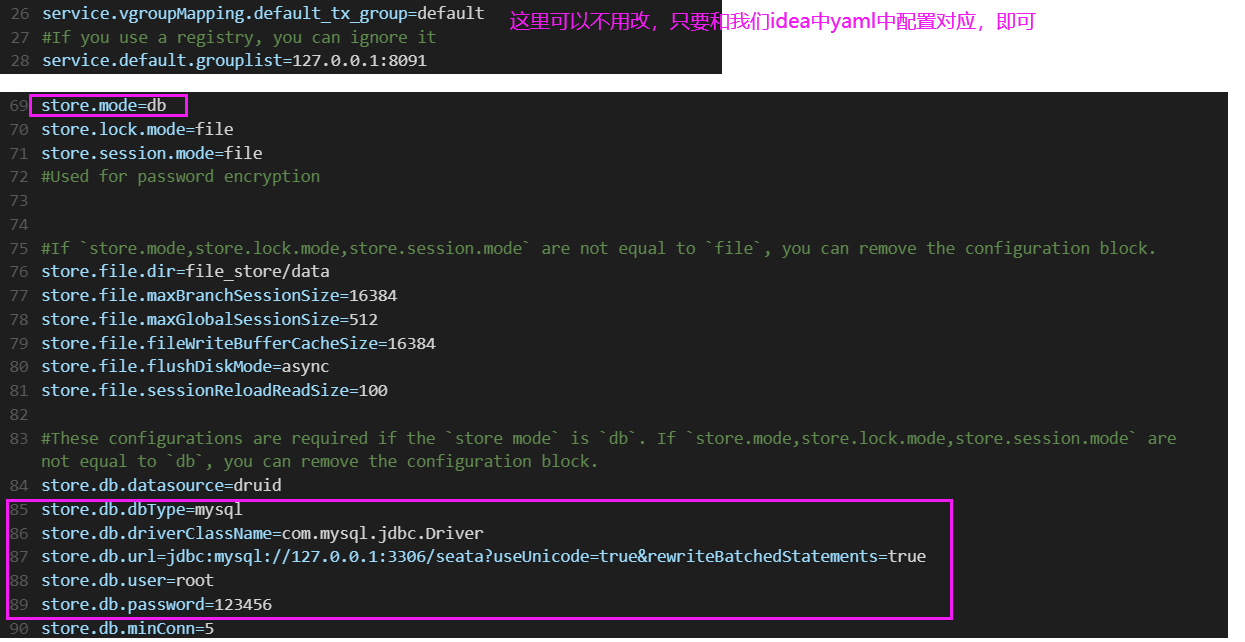 26 service.vgroupMapping.default_tx_group=default 这里可以不用改，只要和我们idea中yaml中配置对应，即可
27 #If you use a registry, you can ignore it
28 service.default.grouplist=127.0.0.1:8091
69 store.mode=db
70 store.lock.mode=file
71 store.session.mode=file
72 #Used for password encryption
73
74
75 #If `store.mode,store.lock.mode,store.session.mode` are not equal to `file`, you can remove the configuration block.
76 store.file.dir=file_store/data
77 store.file.maxBranchSessionSize=16384
78 store.file.maxGlobalSessionSize=512
79 store.file.fileWriteBufferCacheSize=16384
80 store.file.flushDiskMode=async
81 store.file.sessionReloadReadSize=100
82
83 #These configurations are required if the `store mode` is `db`. If `store.mode,store.lock.mode,store.session.mode` are
not equal to `db`, you can remove the configuration block.
84 store.db.datasource=druid
85 store.db.dbType=mysql
86 store.db.driverClassName=com.mysql.jdbc.Driver
87 store.db.url=jdbc:mysql://127.0.0.1:3306/seata?useUnicode=true&rewriteBatchedStatements=true
88 store.db.user=root
89 store.db.password=123456
90 store.db.minConn=5